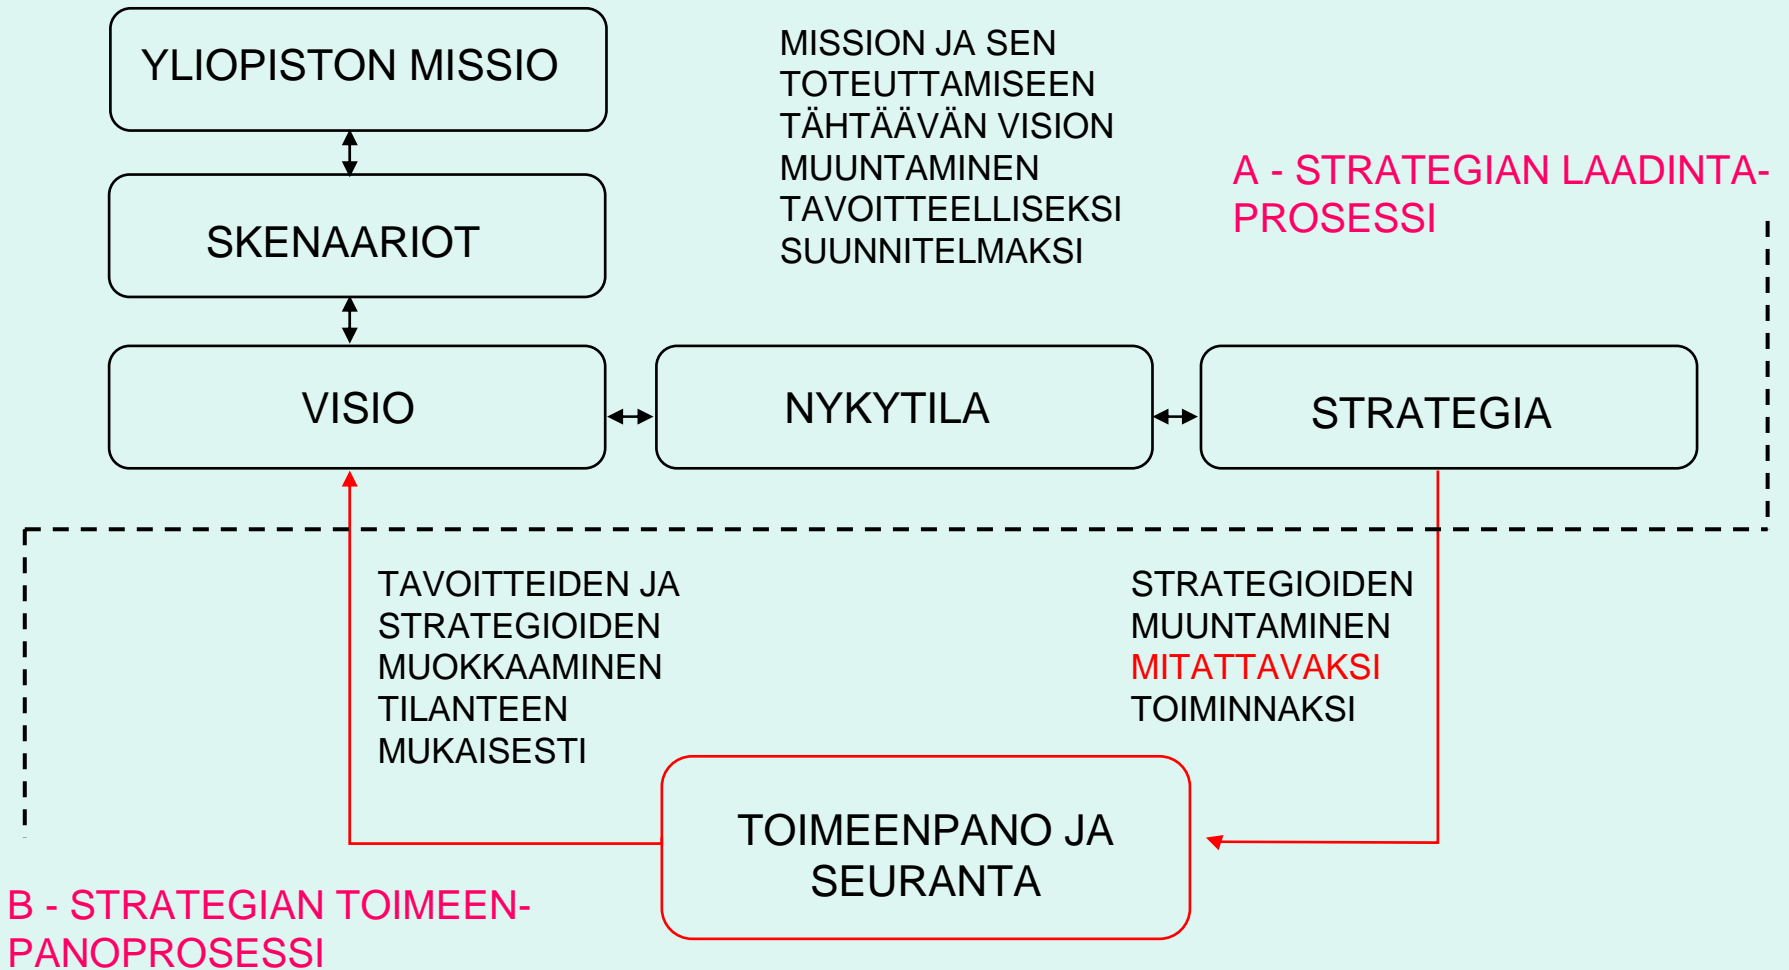 YLIOPISTON MISSIO
MISSION JA SEN
TOTEUTTAMISEEN
TÄHTÄÄVÄN VISION
MUUNTAMINEN
TAVOITTEELLISEKSI
SUUNNITELMAKSI
A - STRATEGIAN LAADINTA-
PROSESSI
SKENAARIOT
VISIO
NYKYTILA
STRATEGIA
TAVOITTEIDEN JA
STRATEGIOIDEN
MUOKKAAMINEN
TILANTEEN
MUKAISESTI
STRATEGIOIDEN
MUUNTAMINEN
MITATTAVAKSI
TOIMINNAKSI
TOIMEENPANO JA
SEURANTA
B - STRATEGIAN TOIMEEN-
PANOPROSESSI